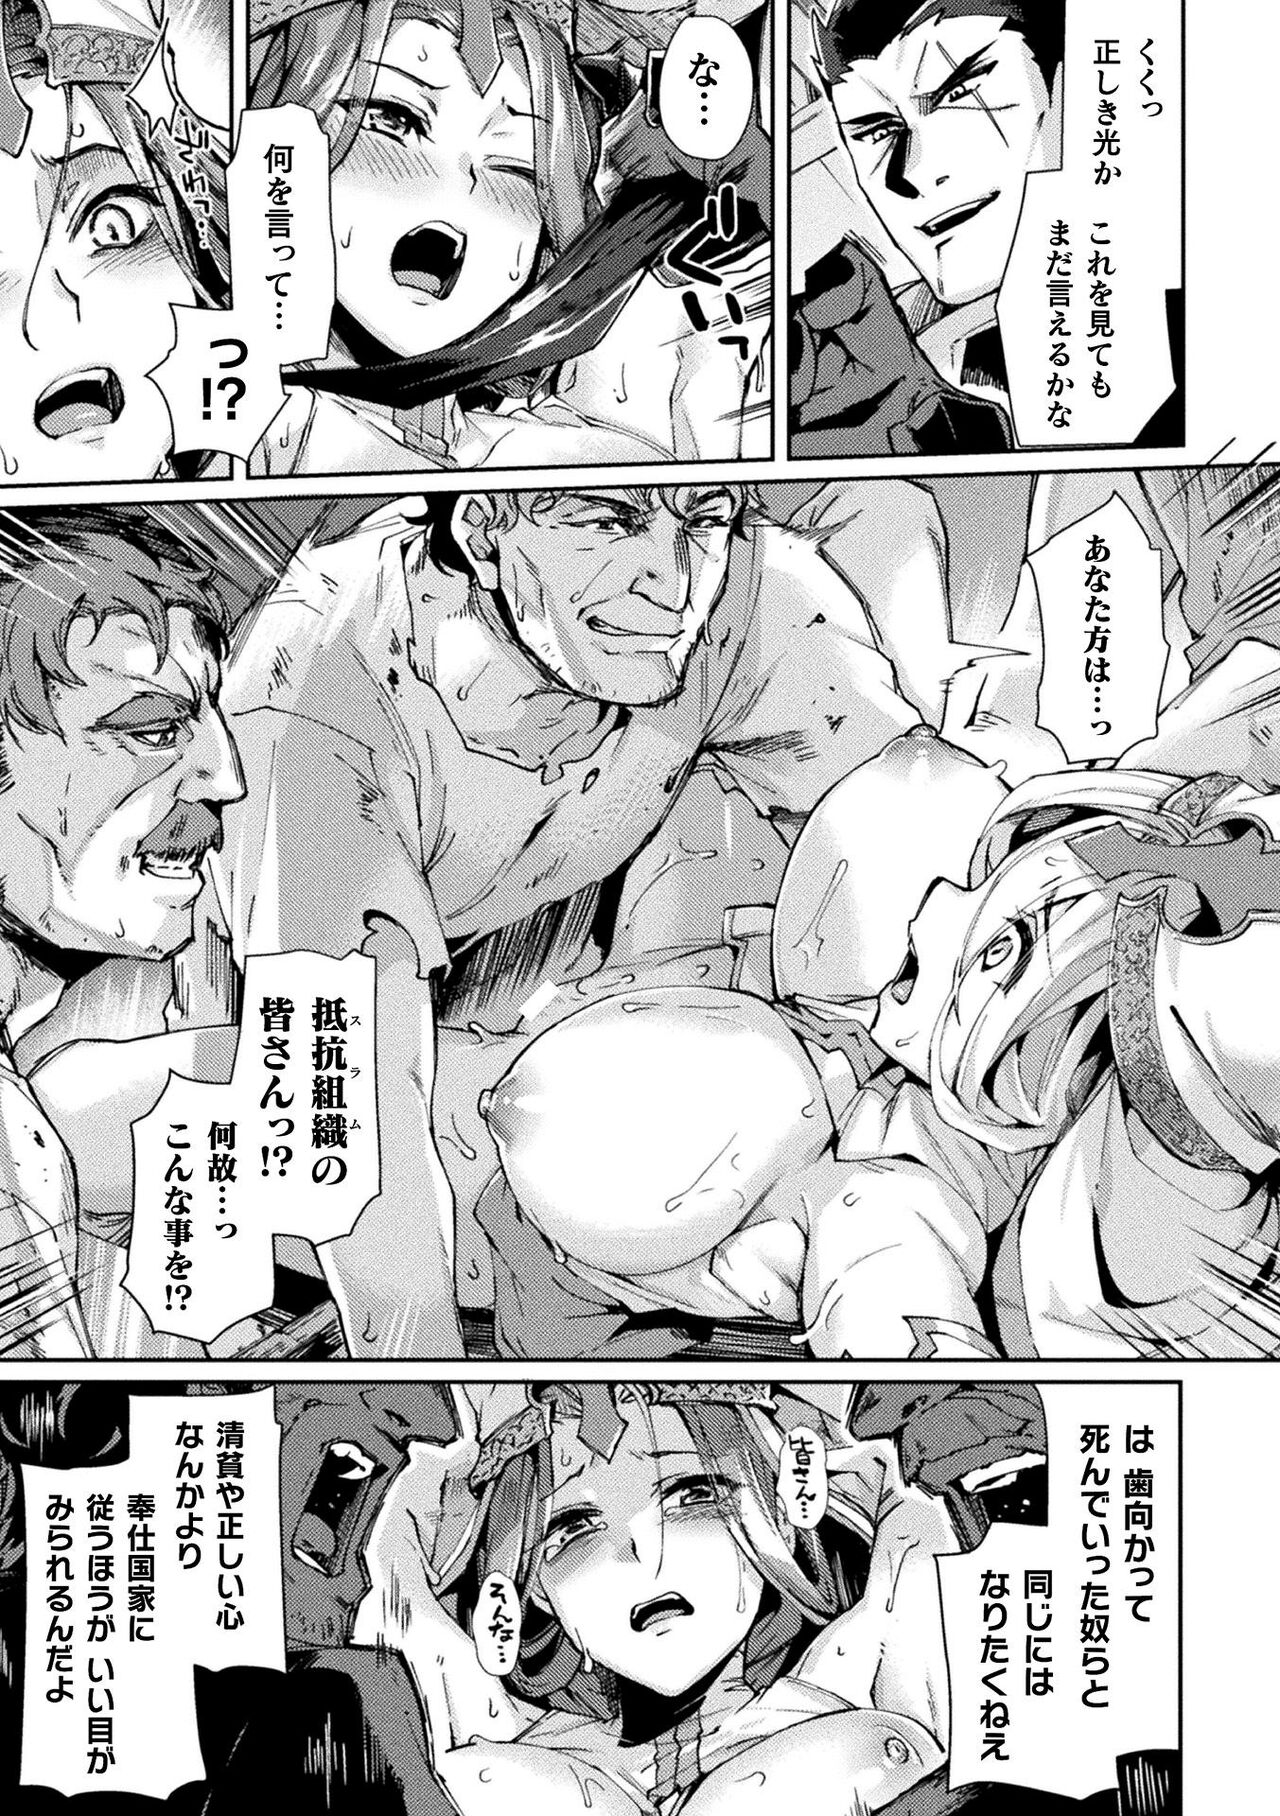 くくっ
正しき光か
これを見ても
まだ言えるかな
な…
ぐい
何を言って…
っ!?
あなた方は…っ
抵抗組織の
スラム
皆さんっ!?
何故…っ
こんな事を!?
は 歯向かって
死んでいった奴らと
同じには
なりたくねえ
皆さん…
そんな…
清貧や正しい心
なんかより
奉仕国家に
従うほうが いい目が
みられるんだよ